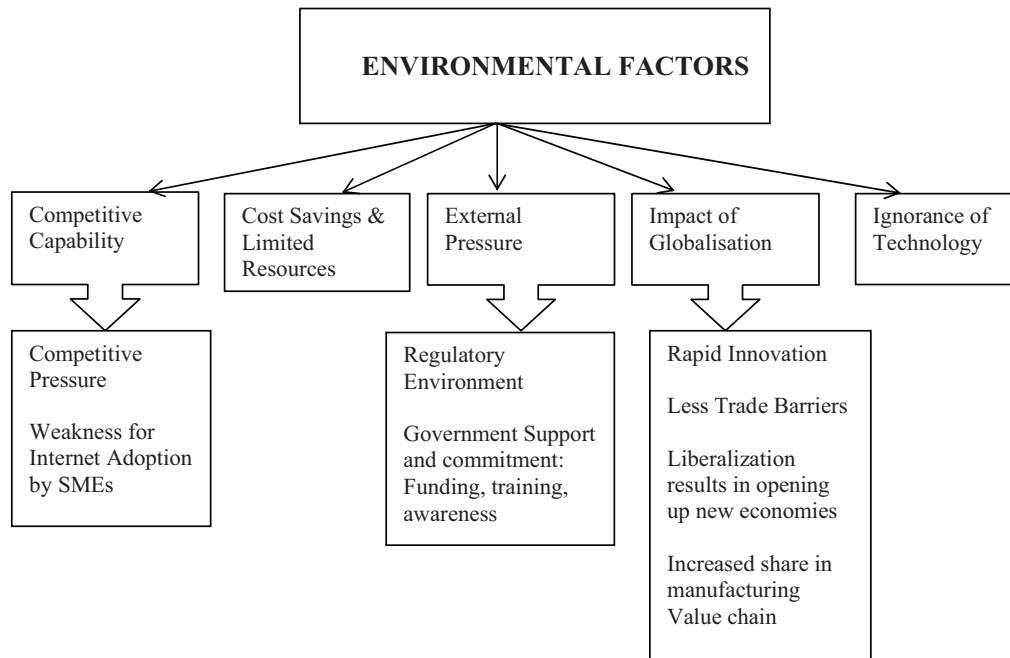 ENVIRONMENTAL FACTORS
Competitive
Capability
Cost Savings &
Limited
Resources
External
Pressure
Impact of
Globalisation
Ignorance of
Technology
Competitive
Pressure
Weakness for
Internet Adoption
by SMEs
Regulatory
Environment
Government Support
and commitment:
Funding, training,
awareness
Rapid Innovation
Less Trade Barriers
Liberalization
results in opening
up new economies
Increased share in
manufacturing
Value chain